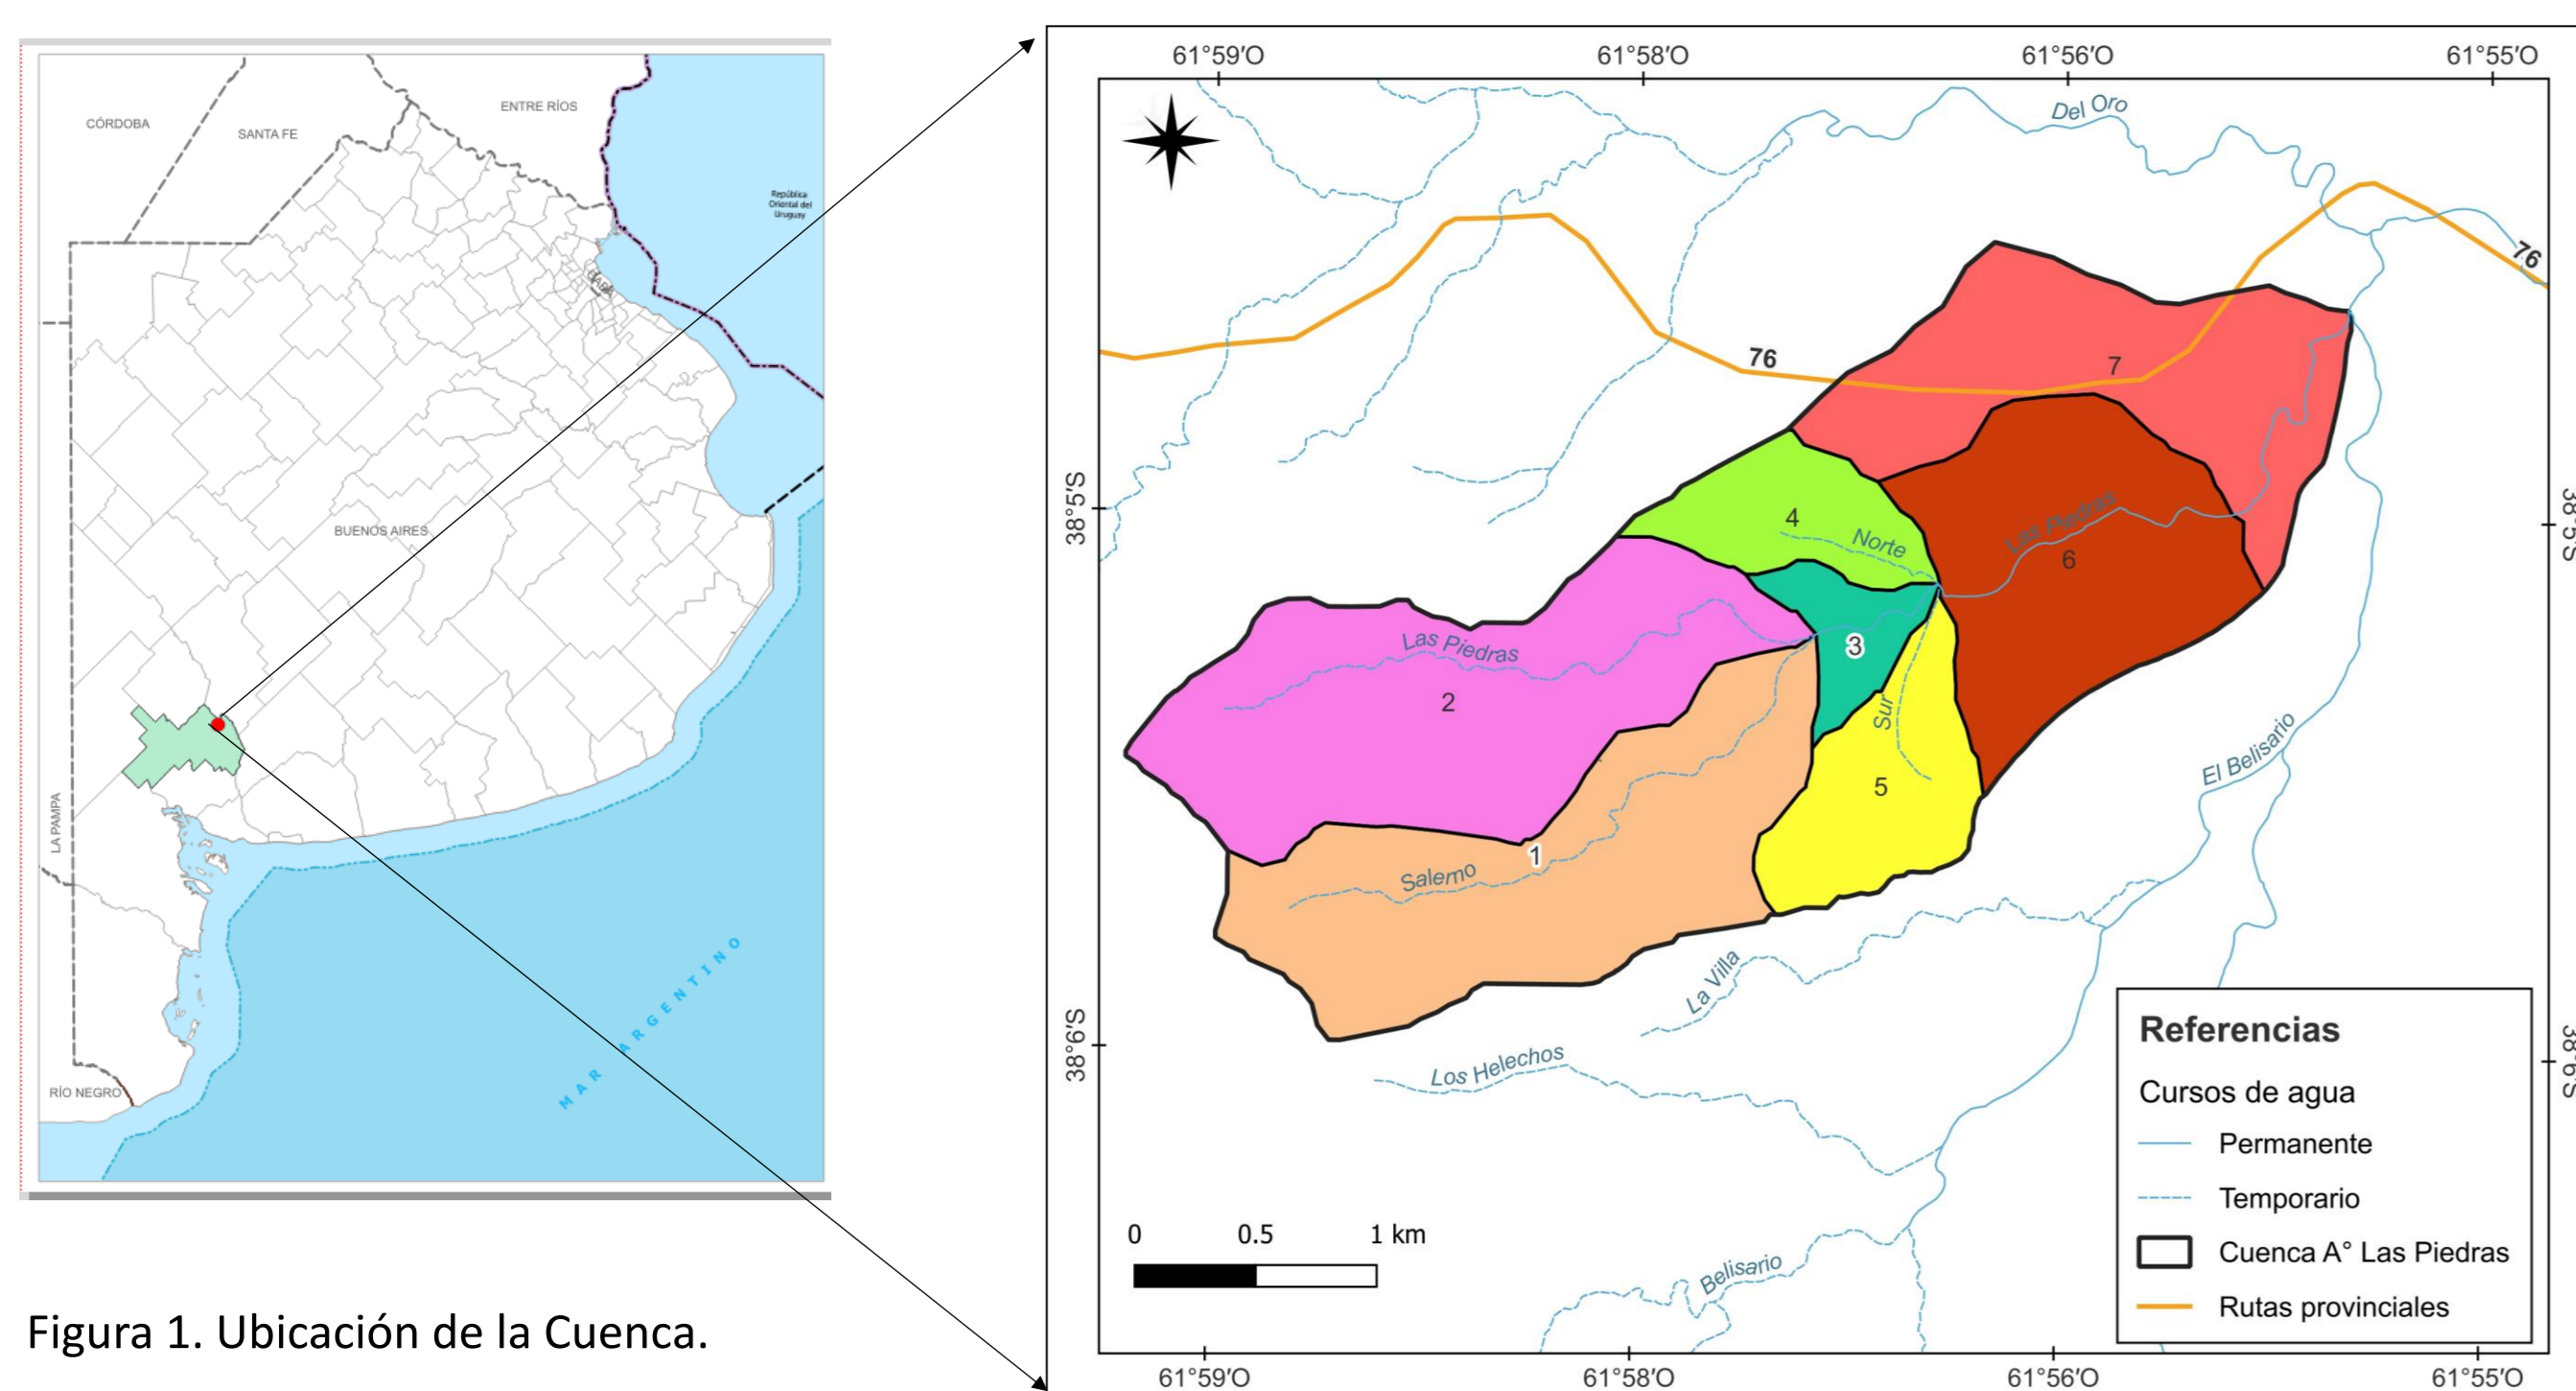 CÓRDOBA
SANTA FE
ENTRE RÍOS
República
Oriental del
Uruguay
CABA
BUENOS AIRES
LA PAMPA
RÍO NEGRO
MAR ARGENTINO
Figura 1. Ubicación de la Cuenca.
61°59'O 61°58'O 61°56'O 61°55'O
Del Oro
76
76
7
38°5'S
38°5'S
4
Norte
Las Piedras
6
Las Piedras
3
2
Sur
5
El Belisario
1
Salerno
La Villa
38°6'S
38°6'S
Los Helechos
Belisario
0 0.5 1 km
Referencias
Cursos de agua
Permanente
Temporario
Cuenca A° Las Piedras
Rutas provinciales
61°59'O 61°58'O 61°56'O 61°55'O